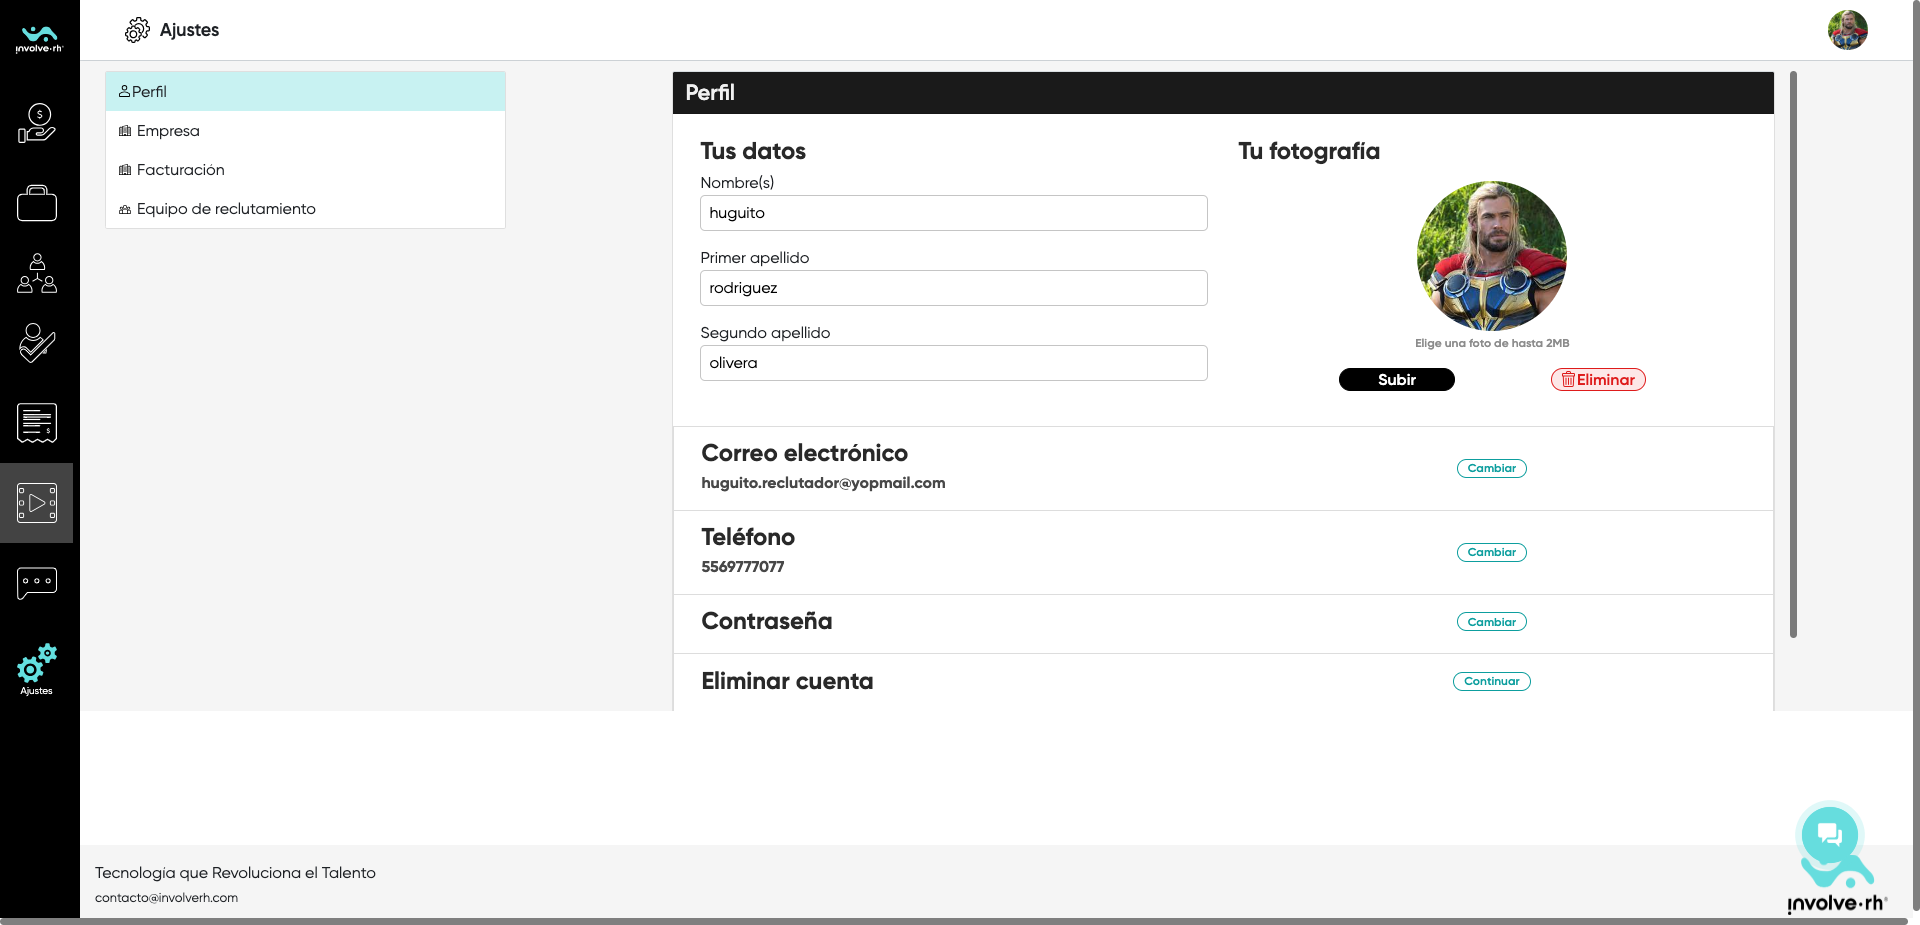 involve·rh
Ajustes
Perfil
Empresa
Facturación
Equipo de reclutamiento
Ajustes
Perfil
Tus datos
Nombre(s)
huguito
Primer apellido
rodriguez
Segundo apellido
olivera
Tu fotografía
Elige una foto de hasta 2MB
Subir
Eliminar
Correo electrónico
huguito.reclutador@yopmail.com
Cambiar
Teléfono
5569777077
Cambiar
Contraseña
Cambiar
Eliminar cuenta
Continuar
Tecnología que Revoluciona el Talento
contacto@involverh.com
involve·rh